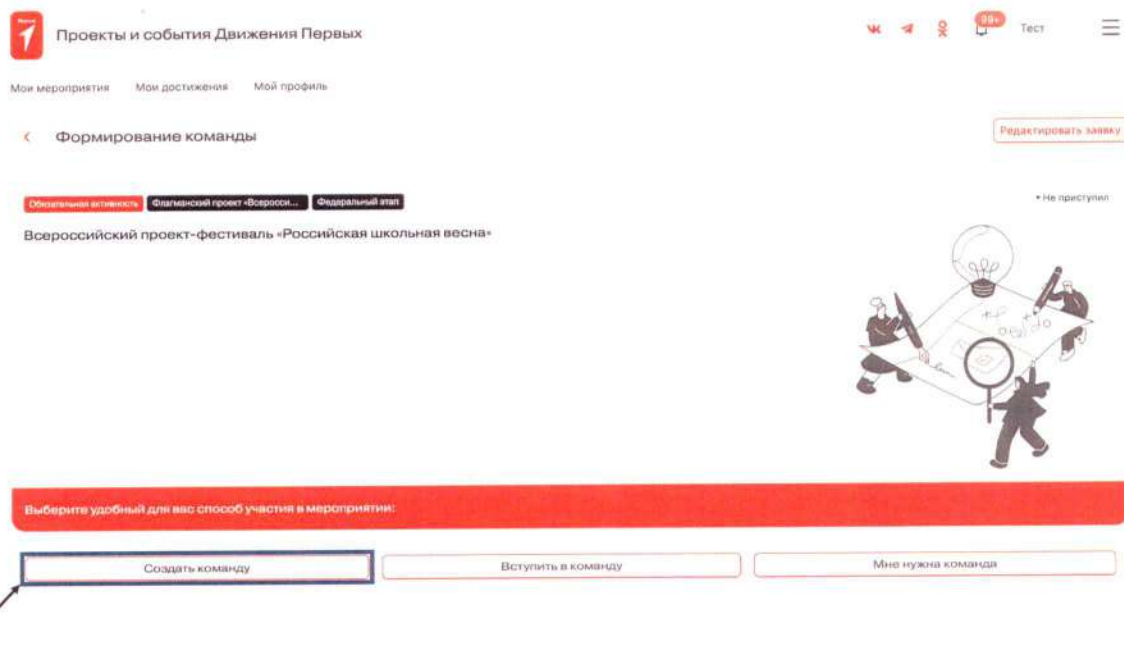 Проекты и события Движения Первых
99+
Тест
Мои мероприятия Мои достижения Мой профиль
Формирование команды
Редактировать заявку
Обязательная активность Флагманский проект «Всеросси... Федеральный этап
• Не приступил
Всероссийский проект-фестиваль «Российская школьная весна»
Выберите удобный для вас способ участия в мероприятии:
Создать команду Вступить в команду Мне нужна команда